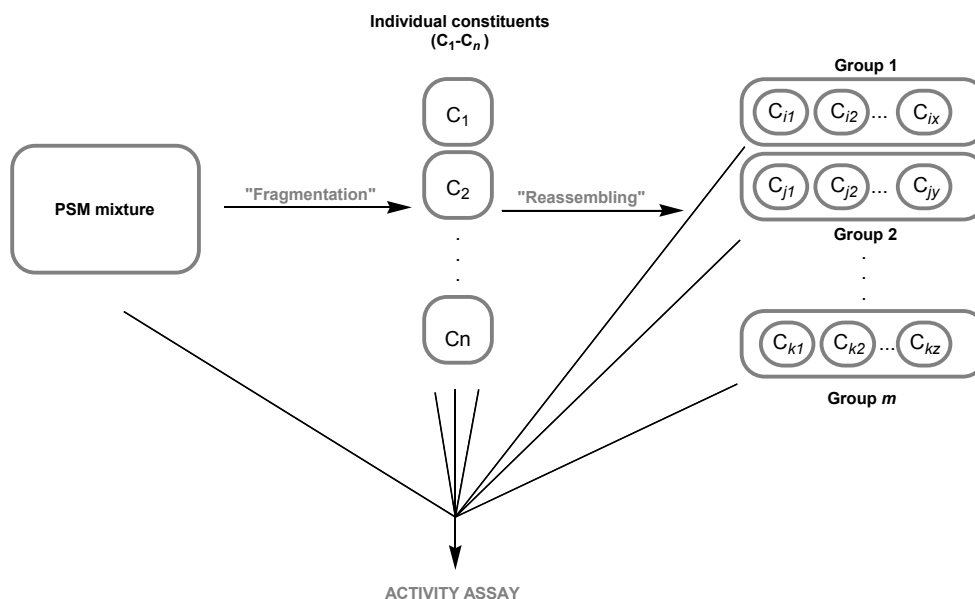 Individual constituents
(C1-Cn)
Group 1
C1
Ci1 Ci2 ... Cix
PSM mixture
"Fragmentation"
C2
"Reassembling"
Cj1 Cj2 ... Cjy
Group 2
.
.
.
.
.
.
.
.
Cn
Ck1 Ck2 ... Ckz
Group m
ACTIVITY ASSAY